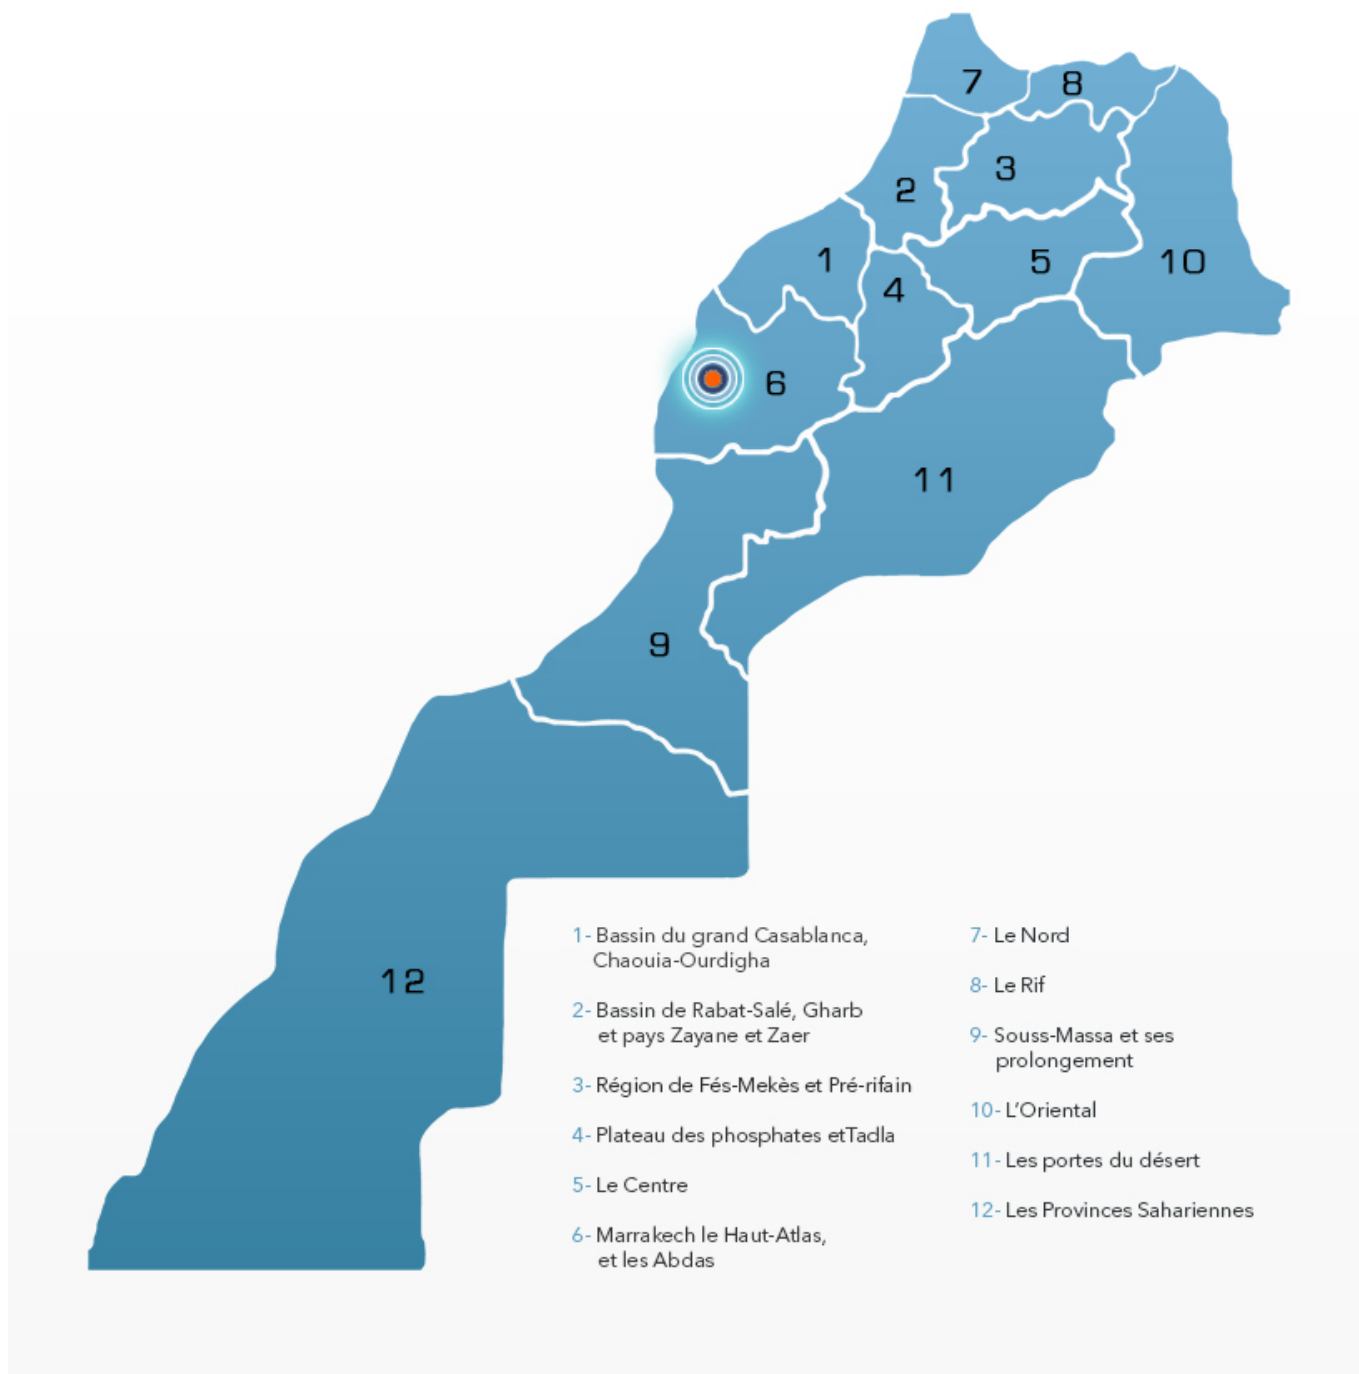 7
8
3
2
1
5
10
4
6
11
9
12
1- Bassin du grand Casablanca,
Chaouia-Ourdigha
2- Bassin de Rabat-Salé, Gharb
et pays Zayane et Zaer
3- Région de Fés-Mekès et Pré-rifain
4- Plateau des phosphates etTadla
5- Le Centre
6- Marrakech le Haut-Atlas,
et les Abdas
7- Le Nord
8- Le Rif
9- Souss-Massa et ses
prolongement
10- L'Oriental
11- Les portes du désert
12- Les Provinces Sahariennes